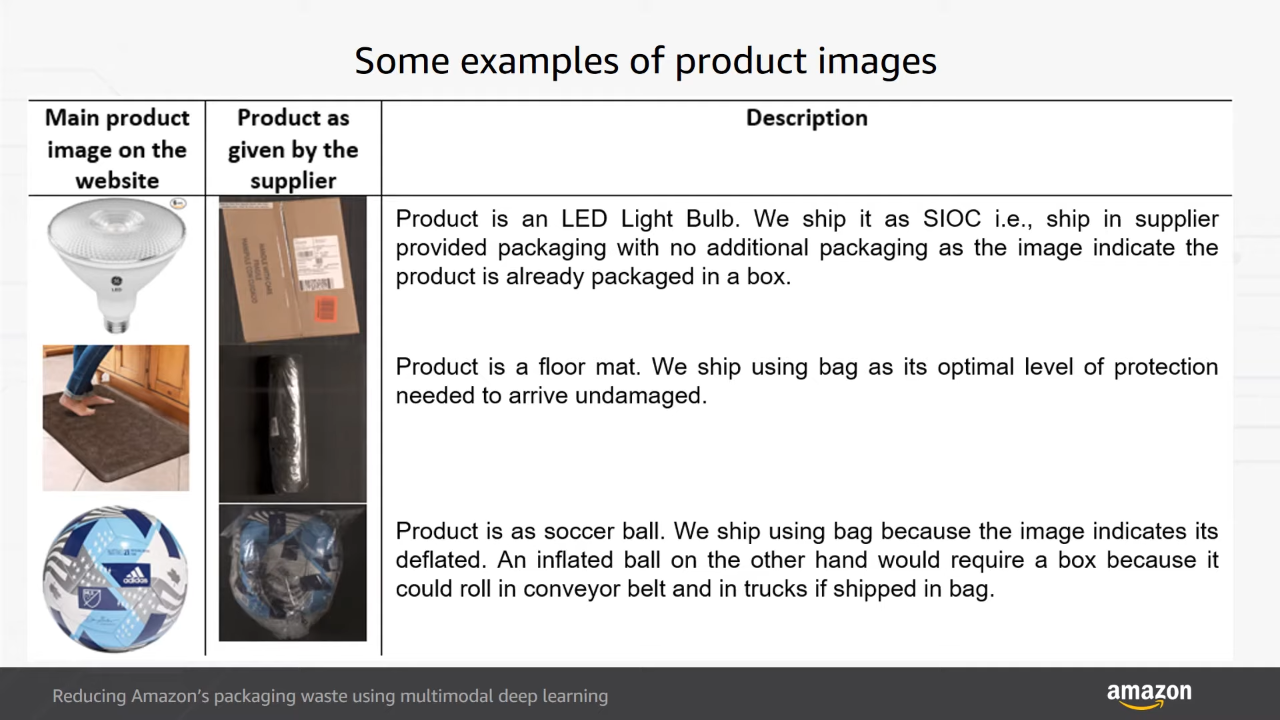 Some examples of product images
Main product
image on the
website
Product as
given by the
supplier
Description
LED
Product is an LED Light Bulb. We ship it as SIOC i.e., ship in supplier
provided packaging with no additional packaging as the image indicate the
product is already packaged in a box.
Product is a floor mat. We ship using bag as its optimal level of protection
needed to arrive undamaged.
adidas
Product is as soccer ball. We ship using bag because the image indicates its
deflated. An inflated ball on the other hand would require a box because it
could roll in conveyor belt and in trucks if shipped in bag.
Reducing Amazon's packaging waste using multimodal deep learning
amazon